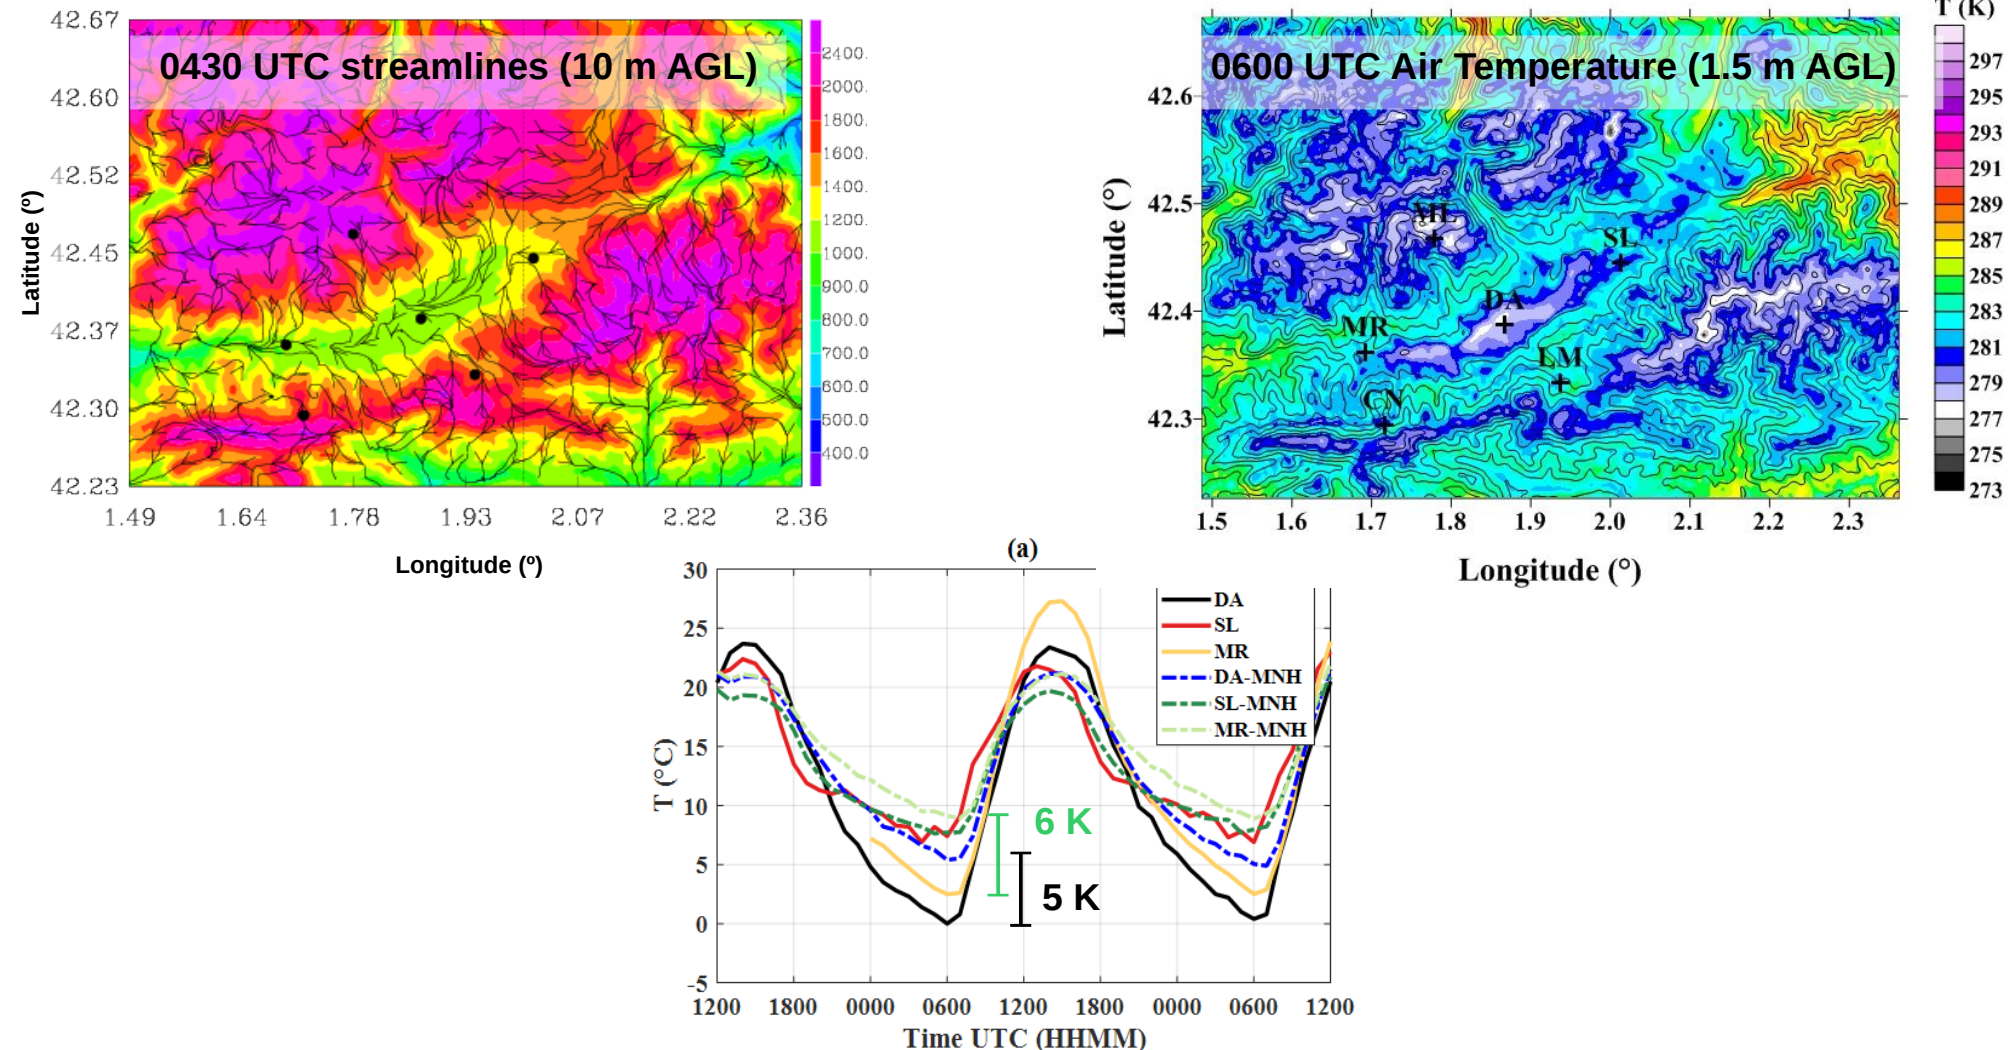 0430 UTC streamlines (10 m AGL)
42.67
42.60
42.52
42.45
42.37
42.30
42.23
Latitude (º)
1.49 1.64 1.78 1.93 2.07 2.22 2.36
Longitude (º)
2400.
2000.
1800.
1600.
1400.
1200.
1000.
900.0
800.0
700.0
600.0
500.0
400.0
T (K)
0600 UTC Air Temperature (1.5 m AGL)
42.6
42.5
42.4
42.3
Latitude (°)
SL
DA
MR
LM
CN
1.5 1.6 1.7 1.8 1.9 2.0 2.1 2.2 2.3
Longitude (°)
297
295
293
291
289
287
285
283
281
279
277
275
273
(a)
30
25
20
15
10
5
0
-5
T (°C)
DA
SL
MR
DA-MNH
SL-MNH
MR-MNH
6 K
5 K
1200 1800 0000 0600 1200 1800 0000 0600 1200
Time UTC (HHMM)